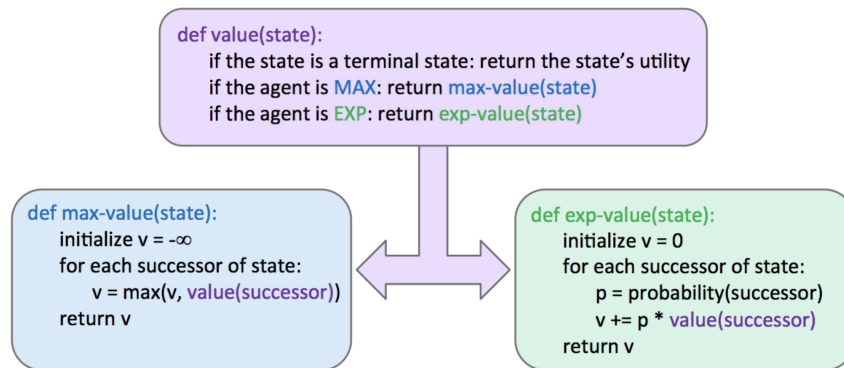 def value(state):
if the state is a terminal state: return the state’s utility
if the agent is MAX: return max-value(state)
if the agent is EXP: return exp-value(state)
def max-value(state):
initialize v = -∞
for each successor of state:
v = max(v, value(successor))
return v
def exp-value(state):
initialize v = 0
for each successor of state:
p = probability(successor)
v += p * value(successor)
return v